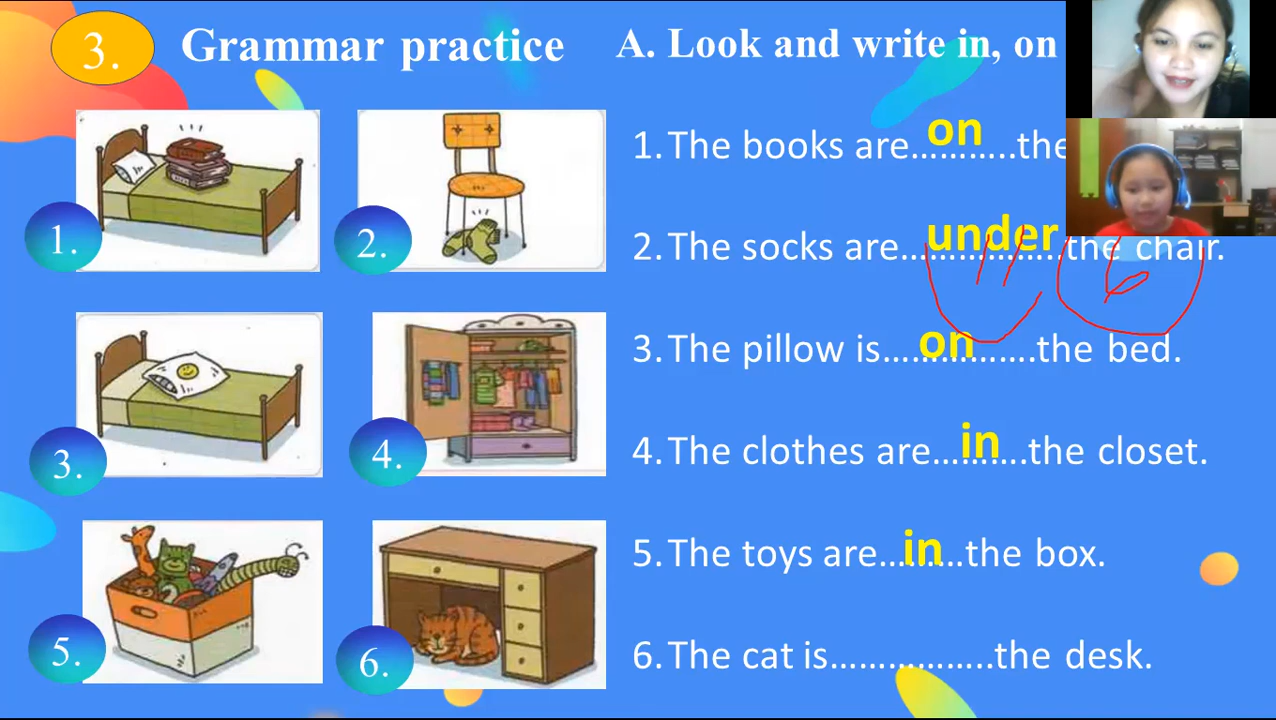 3. Grammar practice A. Look and write in, on
1. The books are...on...the
2. The socks are...under...the chair.
3. The pillow is...on...the bed.
4. The clothes are...in...the closet.
5. The toys are...in...the box.
6. The cat is...................the desk.
1.
2.
3.
4.
5.
6.
11 6